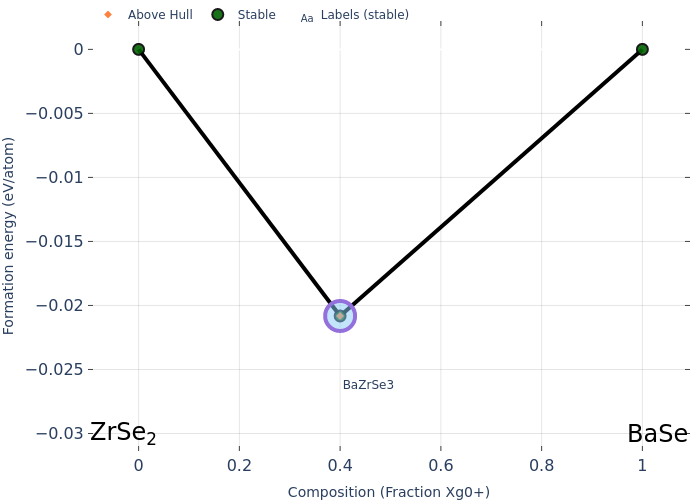 Above Hull
Stable
Aa Labels (stable)
0
−0.005
−0.01
−0.015
−0.02
−0.025
−0.03
Formation energy (eV/atom)
BaZrSe3
ZrSe2
BaSe
0 0.2 0.4 0.6 0.8 1
Composition (Fraction Xg0+)